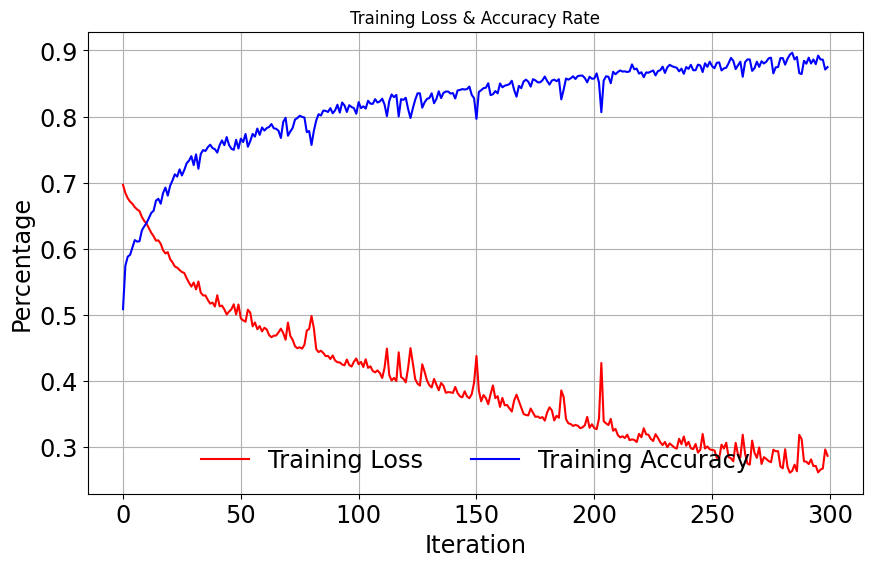 Training Loss & Accuracy Rate
0.9
0.8
0.7
0.6
0.5
0.4
0.3
Percentage
Training Loss
Training Accuracy
0
50
100
150
200
250
300
Iteration